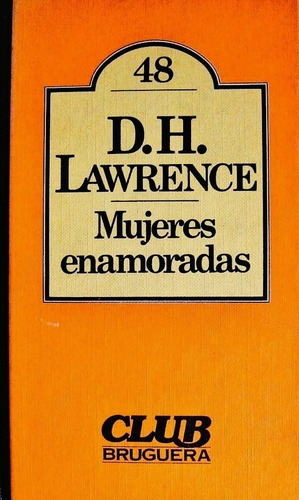 48
D.H.
LAWRENCE
Mujeres
enamoradas
CLUB
BRUGUERA